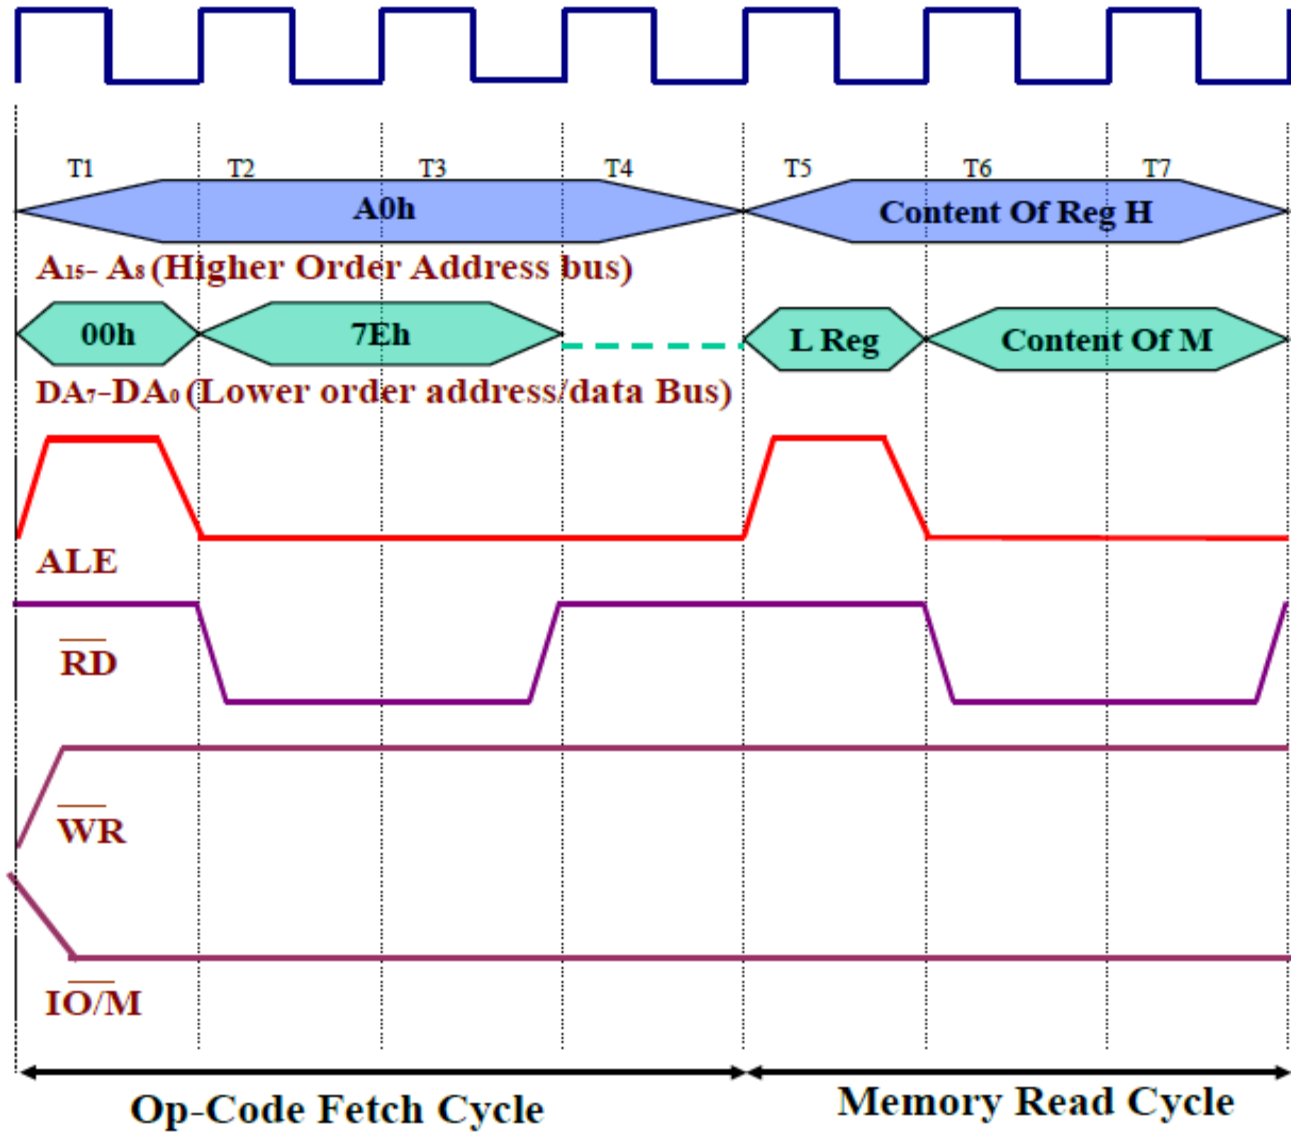 T1 T2 T3 T4 T5 T6 T7
A0h Content Of Reg H
A15- A8 (Higher Order Address bus)
00h 7Eh L Reg Content Of M
DA7-DA0 (Lower order address/data Bus)
ALE
RD
WR
IO/M
Op-Code Fetch Cycle Memory Read Cycle